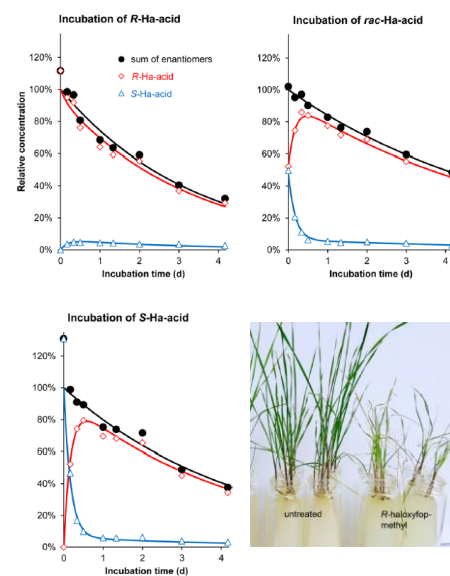 Incubation of R-Ha-acid
120%
100%
80%
60%
40%
20%
0%
Relative concentration
sum of enantiomers
R-Ha-acid
S-Ha-acid
0 1 2 3 4
Incubation time (d)
Incubation of rac-Ha-acid
120%
100%
80%
60%
40%
20%
0%
0 1 2 3 4
Incubation time (d)
Incubation of S-Ha-acid
120%
100%
80%
60%
40%
20%
0%
0 1 2 3 4
Incubation time (d)
untreated
R-haloxyfop-
methyl